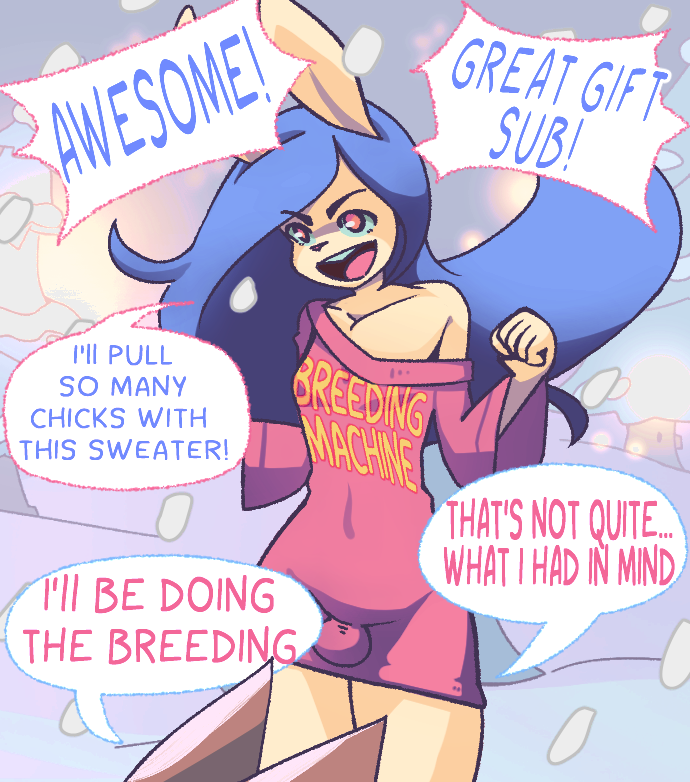 AWESOME!
GREAT GIFT
SUB!
I'll PULL
SO MANY
CHICKS WITH
THIS SWEATER!
BREEDING
MACHINE
THAT'S NOT QUITE...
WHAT I HAD IN MIND
I'll BE DOING
THE BREEDING